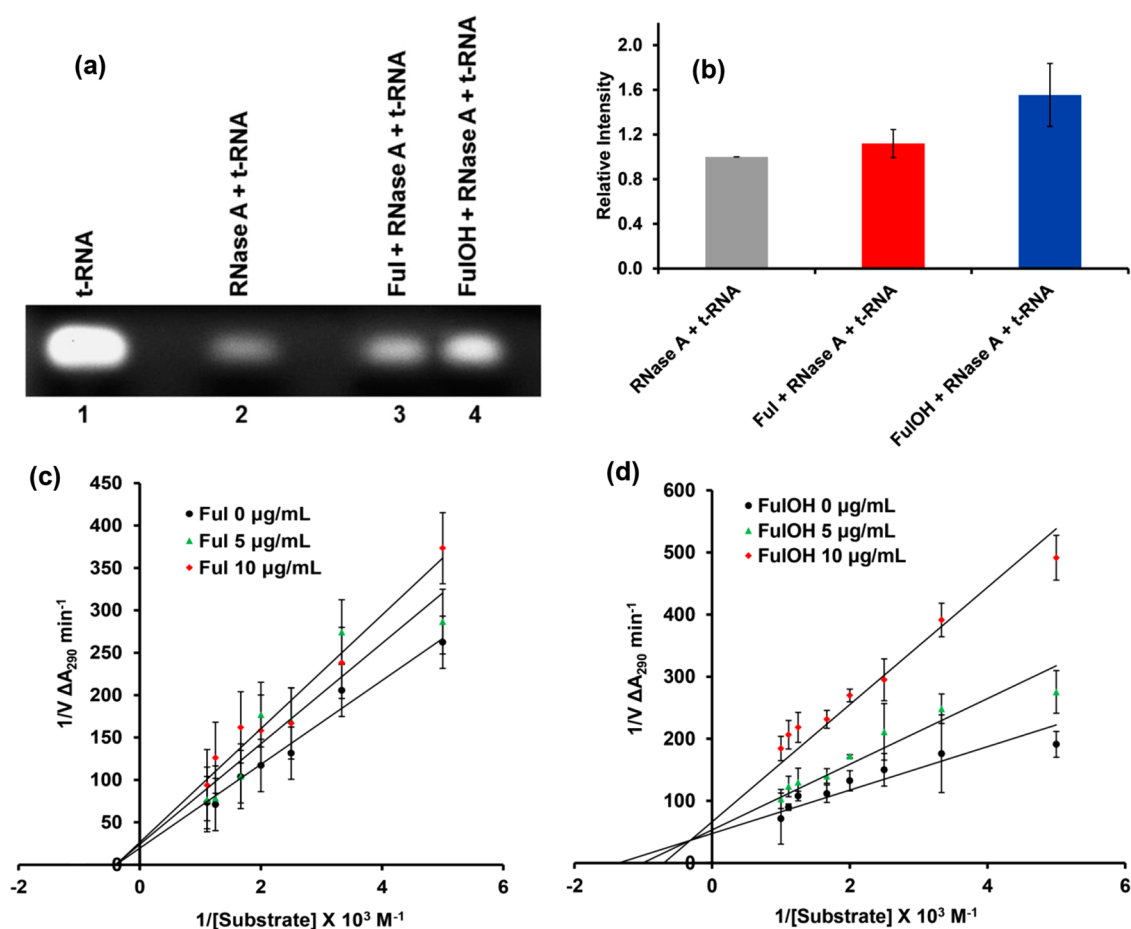 (a)
t-RNA
RNase A + t-RNA
Ful + RNase A + t-RNA
FulOH + RNase A + t-RNA
1
2
3
4
(b)
Relative Intensity
2.0
1.6
1.2
0.8
0.4
0.0
RNase A + t-RNA
Ful + RNase A + t-RNA
FulOH + RNase A + t-RNA
(c)
1/V ΔA₂₉₀ min⁻¹
450
400
350
300
250
200
150
100
50
0
Ful 0 µg/mL
Ful 5 µg/mL
Ful 10 µg/mL
-2
0
2
4
6
1/[Substrate] X 10³ M⁻¹
(d)
1/V ΔA₂₉₀ min⁻¹
600
500
400
300
200
100
0
FulOH 0 µg/mL
FulOH 5 µg/mL
FulOH 10 µg/mL
-2
0
2
4
6
1/[Substrate] X 10³ M⁻¹